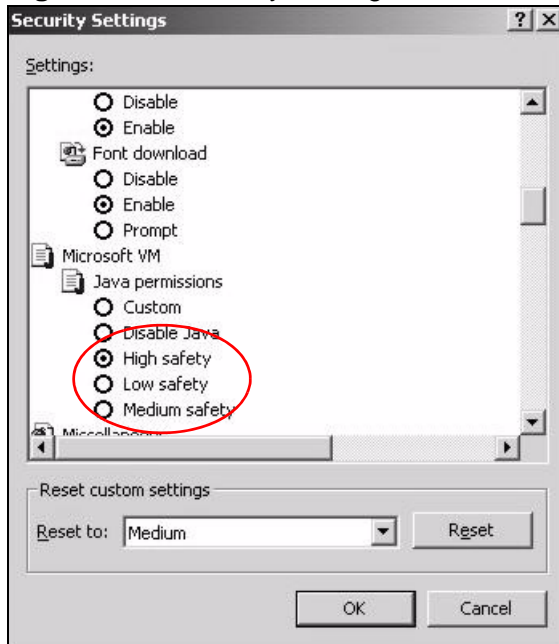 Security Settings
Settings:
Disable
Enable
Font download
Disable
Enable
Prompt
Microsoft VM
Java permissions
Custom
Disable Java
High safety
Low safety
Medium safety
Miscellaneous
Reset custom settings
Reset to: Medium Reset
OK Cancel